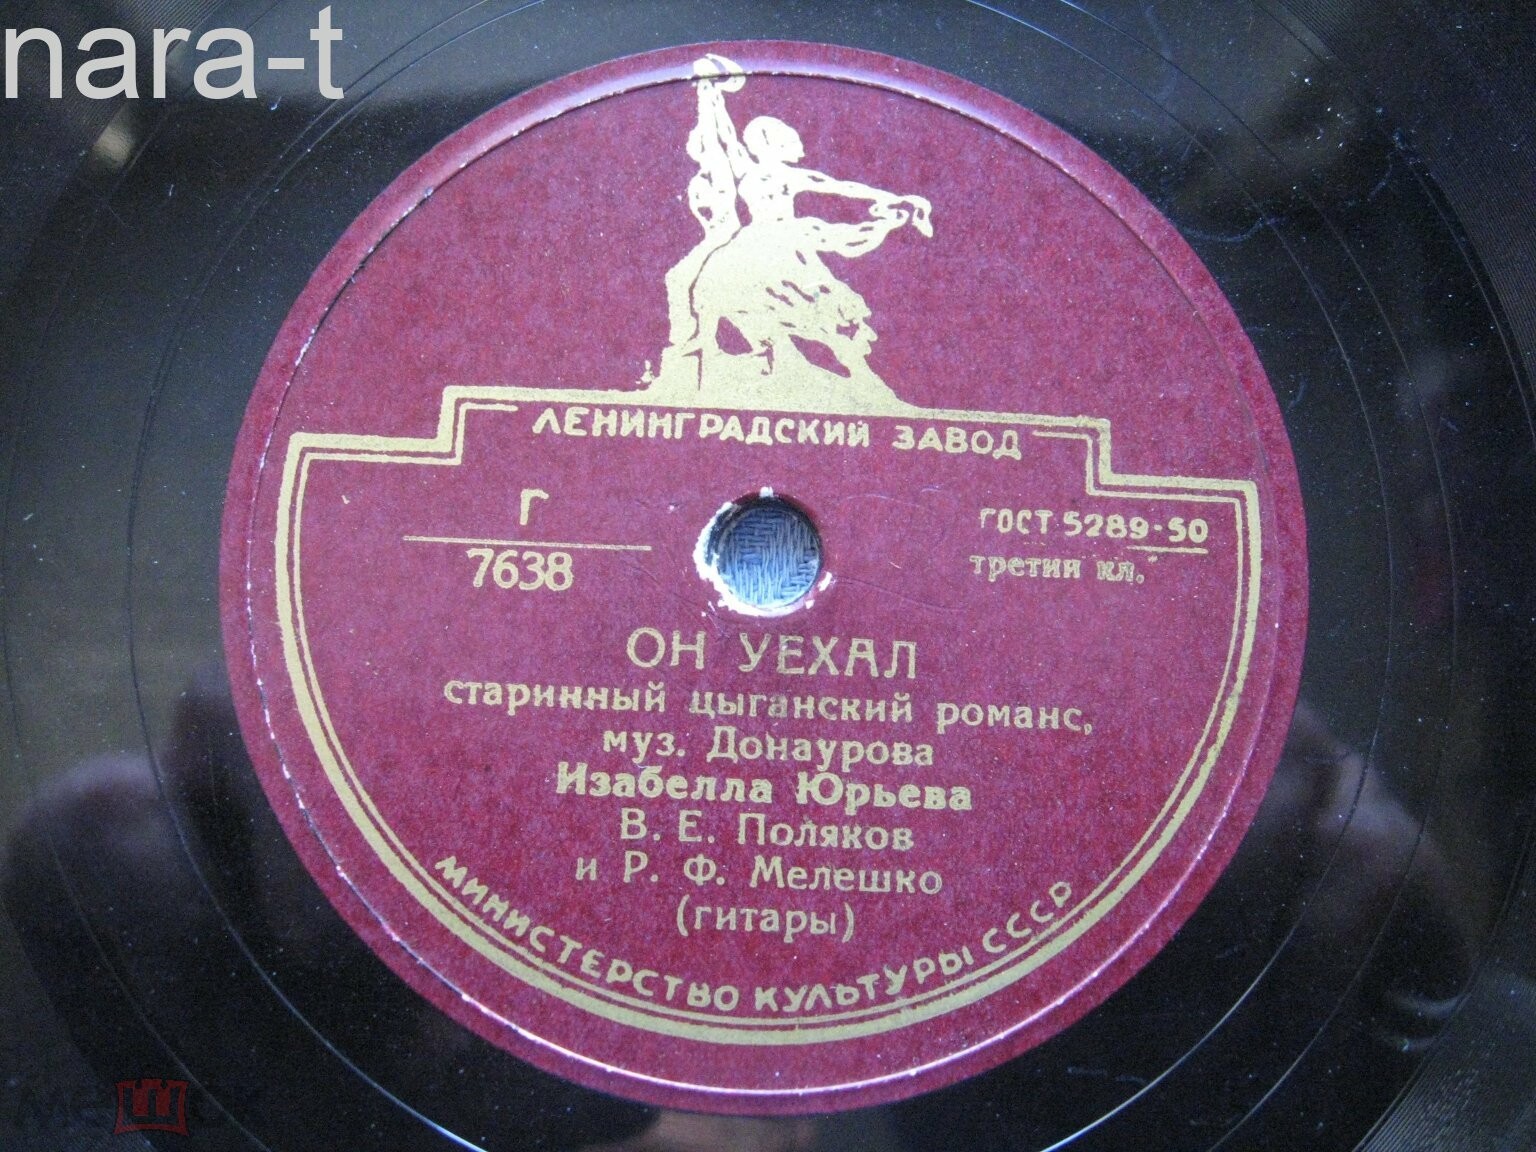 nara-t
ЛЕНИНГРАДСКИЙ ЗАВОД
Г
7638
ГОСТ 5289-50
третий кл.
ОН УЕХАЛ
старинный цыганский романс,
муз. Донаурова
Изабелла Юрьева
В. Е. Поляков
и Р. Ф. Мелешко
(гитары)
МИНИСТЕРСТВО КУЛЬТУРЫ СССР
мешок